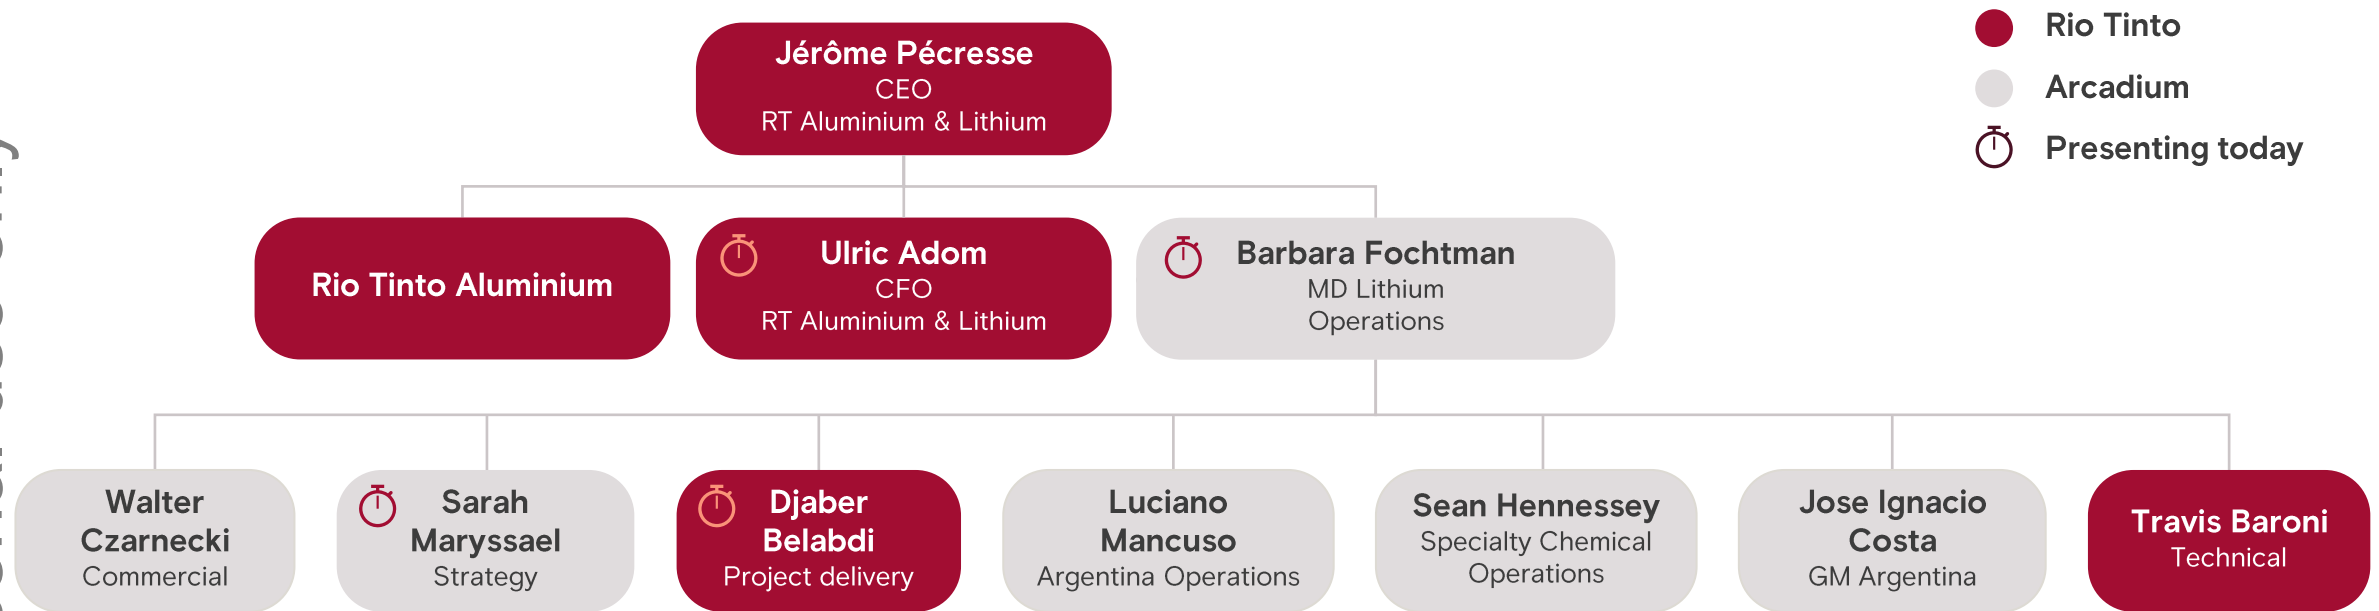 Jérôme Pécresse
CEO
RT Aluminium & Lithium
Rio Tinto
Arcadium
Presenting today
Rio Tinto Aluminium
Ulric Adom
CFO
RT Aluminium & Lithium
Barbara Fochtman
MD Lithium
Operations
Walter
Czarnecki
Commercial
Sarah
Maryssael
Strategy
Djaber
Belabdi
Project delivery
Luciano
Mancuso
Argentina Operations
Sean Hennessey
Specialty Chemical
Operations
Jose Ignacio
Costa
GM Argentina
Travis Baroni
Technical